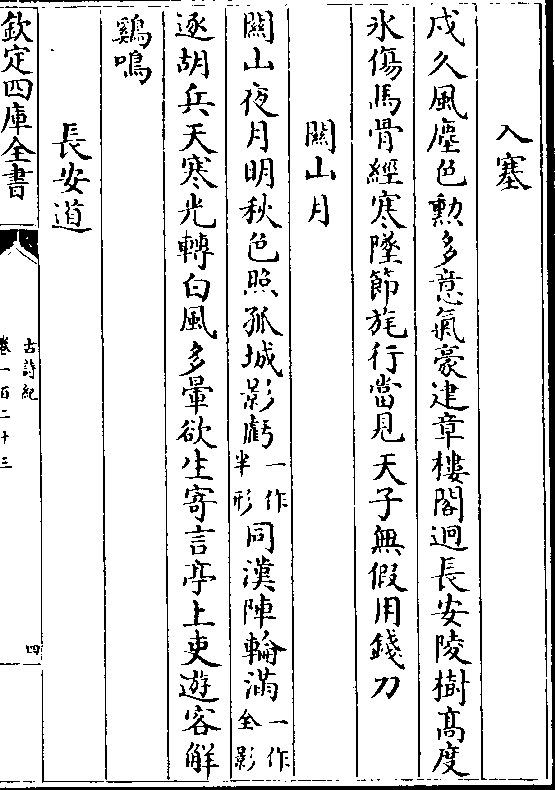 入塞
戍久風塵色勲多意氣豪建章樓閣迥長安陵樹髙度
氷傷馬骨經寒墜節旄行當見天子無假用錢刀
關山月
關山夜月明秋色照孤城影虧一作半形同漢陣輪滿一作全影
逐胡兵天寒光轉白風多暈欲生寄言亭上吏遊客解
鷄鳴
長安道
欽定四庫全書
古詩紀
卷一百二十三
四